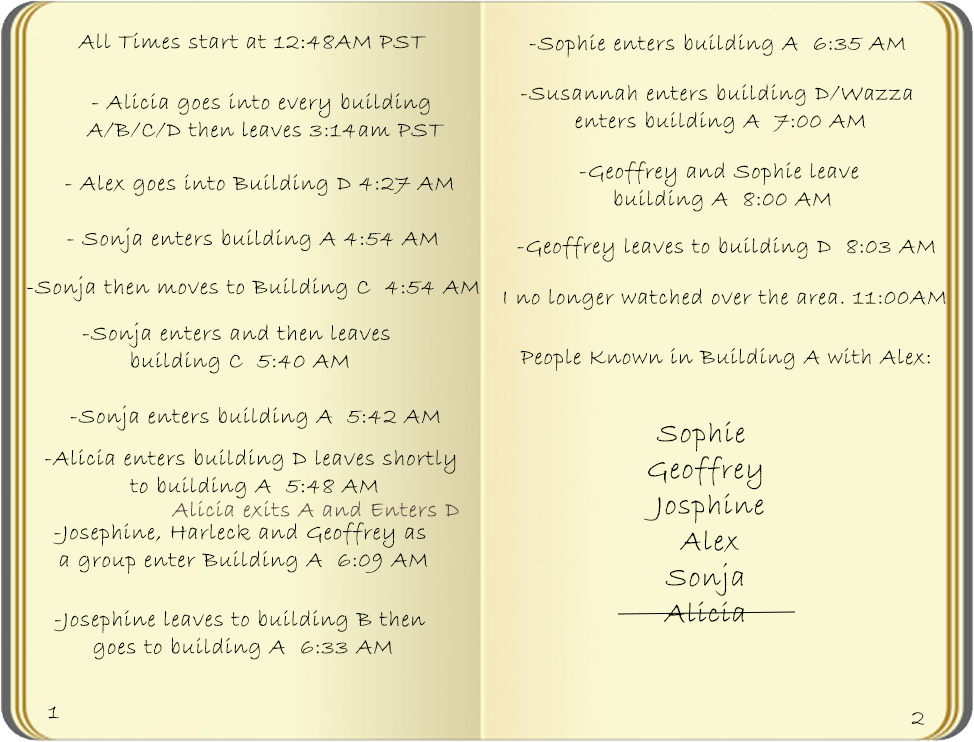 All Times start at 12:48AM PST
- Alicia goes into every building
A/B/C/D then leaves 3:14am PST
- Alex goes into Building D 4:27 AM
- Sonja enters building A 4:54 AM
-Sonja then moves to Building C 4:54 AM
-Sonja enters and then leaves
building C 5:40 AM
-Sonja enters building A 5:42 AM
-Alicia enters building D leaves shortly
to building A 5:48 AM
Alicia exits A and Enters D
-Josephine, Harleck and Geoffrey as
a group enter Building A 6:09 AM
-Josephine leaves to building B then
goes to building A 6:33 AM
1
-Sophie enters building A 6:35 AM
-Susannah enters building D/Wazza
enters building A 7:00 AM
-Geoffrey and Sophie leave
building A 8:00 AM
-Geoffrey leaves to building D 8:03 AM
I no longer watched over the area. 11:00AM
People Known in Building A with Alex:
Sophie
Geoffrey
Josphine
Alex
Sonja
Alicia
2